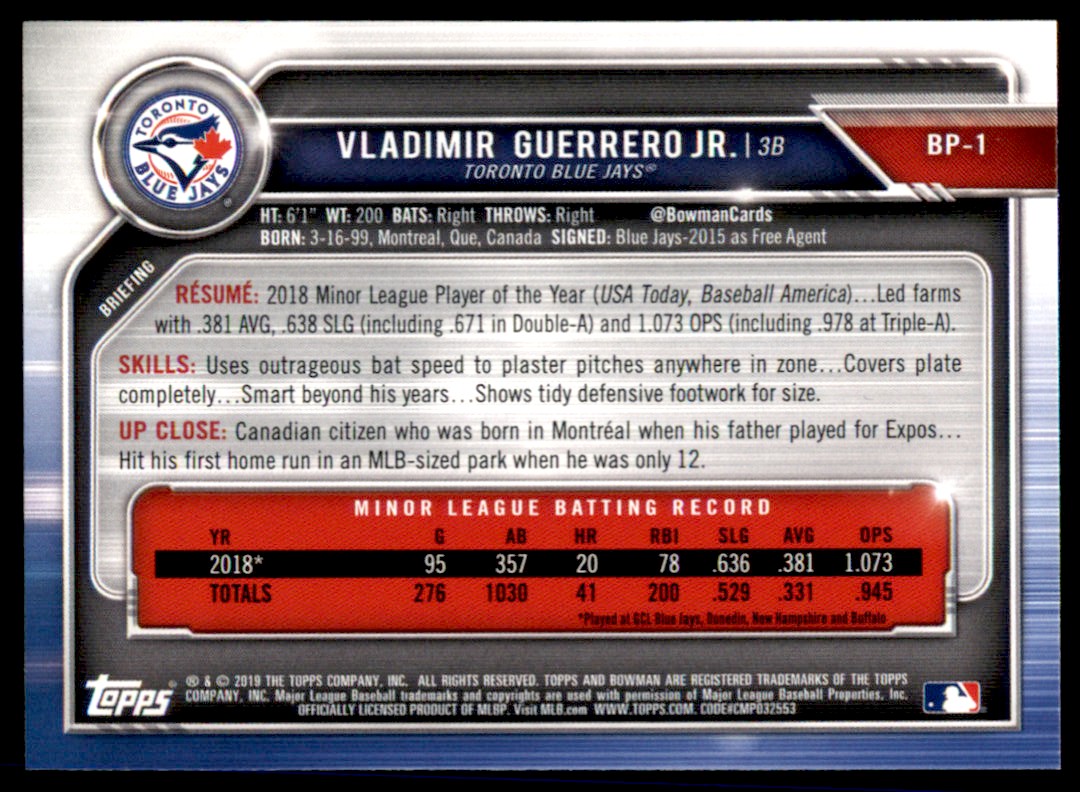 TORONTO
BLUE JAYS
®
VLADIMIR GUERRERO JR. | 3B
TORONTO BLUE JAYS®
BP-1
HT: 6'1" WT: 200 BATS: Right THROWS: Right @BowmanCards
BORN: 3-16-99, Montreal, Que, Canada SIGNED: Blue Jays-2015 as Free Agent
BRIEFING
RÉSUMÉ: 2018 Minor League Player of the Year (USA Today, Baseball America)...Led farms
with .381 AVG, .638 SLG (including .671 in Double-A) and 1.073 OPS (including .978 at Triple-A).
SKILLS: Uses outrageous bat speed to plaster pitches anywhere in zone...Covers plate
completely...Smart beyond his years...Shows tidy defensive footwork for size.
UP CLOSE: Canadian citizen who was born in Montréal when his father played for Expos...
Hit his first home run in an MLB-sized park when he was only 12.
MINOR LEAGUE BATTING RECORD
YR G AB HR RBI SLG AVG OPS
2018* 95 357 20 78 .636 .381 1.073
TOTALS 276 1030 41 200 .529 .331 .945
*Played at GCL Blue Jays, Dunedin, New Hampshire and Buffalo
Topps® ® & © 2019 THE TOPPS COMPANY, INC. ALL RIGHTS RESERVED. TOPPS AND BOWMAN ARE REGISTERED TRADEMARKS OF THE TOPPS
COMPANY, INC. Major League Baseball trademarks and copyrights are used with permission of Major League Baseball Properties, Inc.
OFFICIALLY LICENSED PRODUCT OF MLBP. Visit MLB.com WWW.TOPPS.COM. CODE#CMP032553